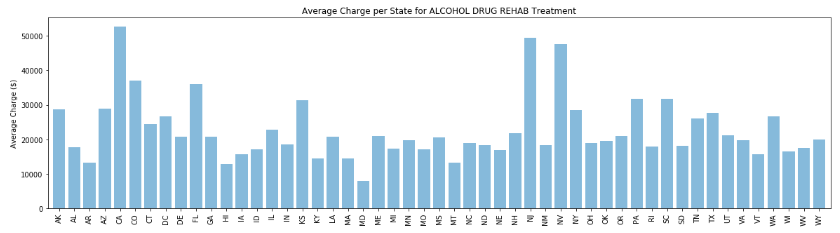 Average Charge per State for ALCOHOL DRUG REHAB Treatment
Average Charge ($)
50000
40000
30000
20000
10000
0
AK AL AR AZ CA CO CT DC DE FL GA HI IA ID IL IN KS KY LA MA MD ME MI MN MO MS MT NC ND NE NH NJ NM NV NY OH OK OR PA RI SC SD TN TX UT VA VT WA WI WV WY